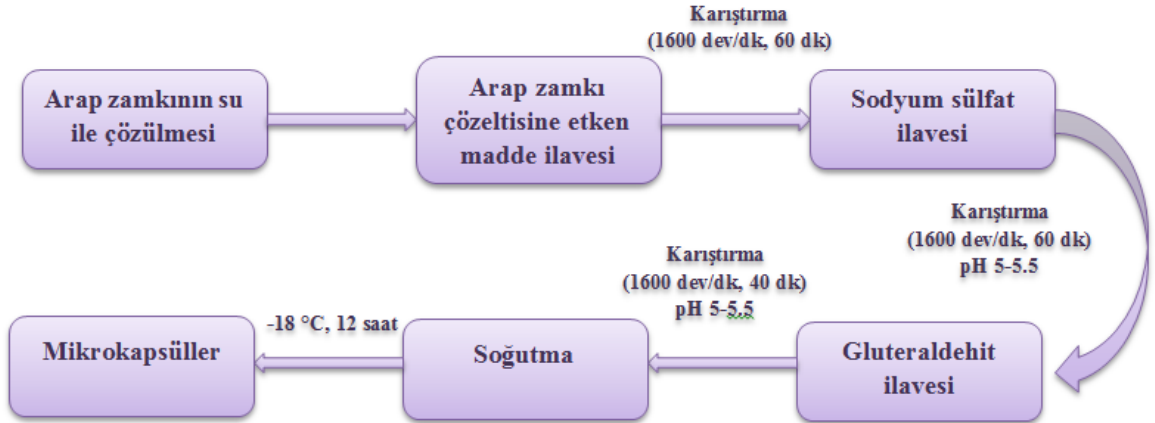 Arap zamkının su
ile çözülmesi
Arap zamkı
çözeltisine etken
madde ilavesi
Karıştırma
(1600 dev/dk, 60 dk)
Sodyum sülfat
ilavesi
Karıştırma
(1600 dev/dk, 60 dk)
pH 5-5.5
Gluteraldehit
ilavesi
Karıştırma
(1600 dev/dk, 40 dk)
pH 5-5.5
Soğutma
-18 °C, 12 saat
Mikrokapsüller